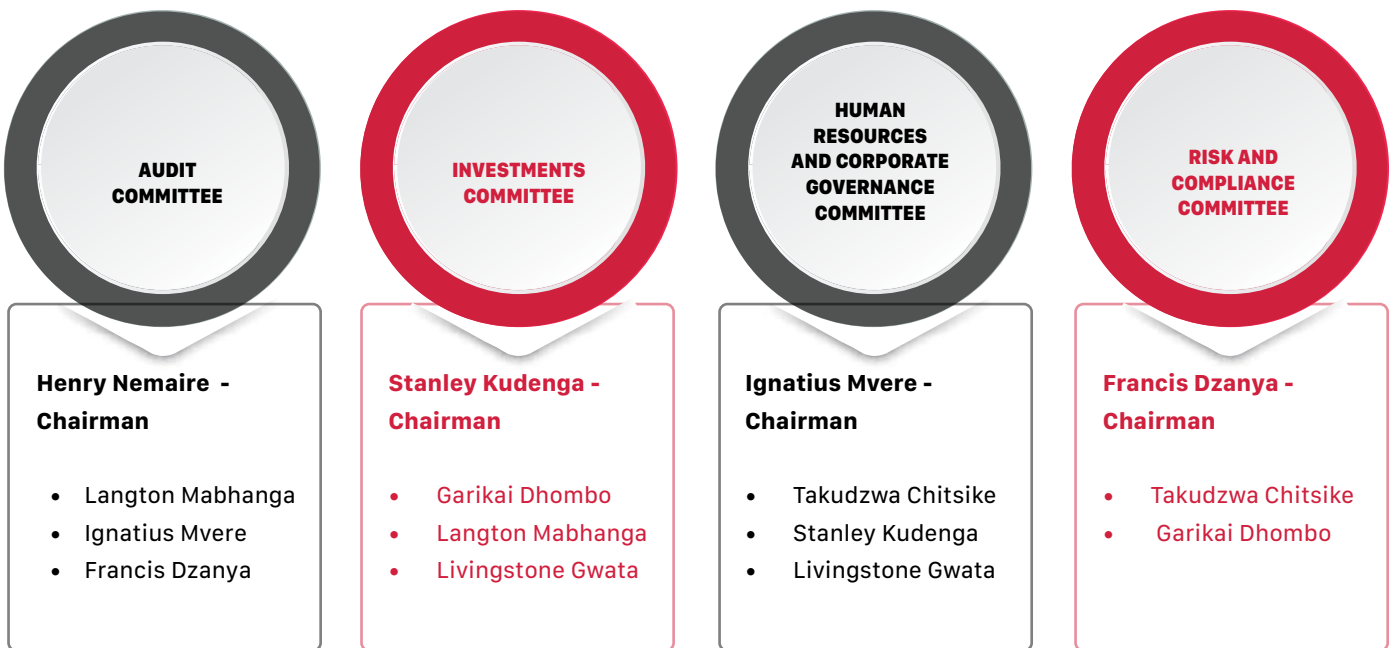 AUDIT
COMMITTEE
Henry Nemaire -
Chairman
• Langton Mabhanga
• Ignatius Mvere
• Francis Dzanya
INVESTMENTS
COMMITTEE
Stanley Kudenga -
Chairman
• Garikai Dhombo
• Langton Mabhanga
• Livingstone Gwata
HUMAN
RESOURCES
AND CORPORATE
GOVERNANCE
COMMITTEE
Ignatius Mvere -
Chairman
• Takudzwa Chitsike
• Stanley Kudenga
• Livingstone Gwata
RISK AND
COMPLIANCE
COMMITTEE
Francis Dzanya -
Chairman
• Takudzwa Chitsike
• Garikai Dhombo